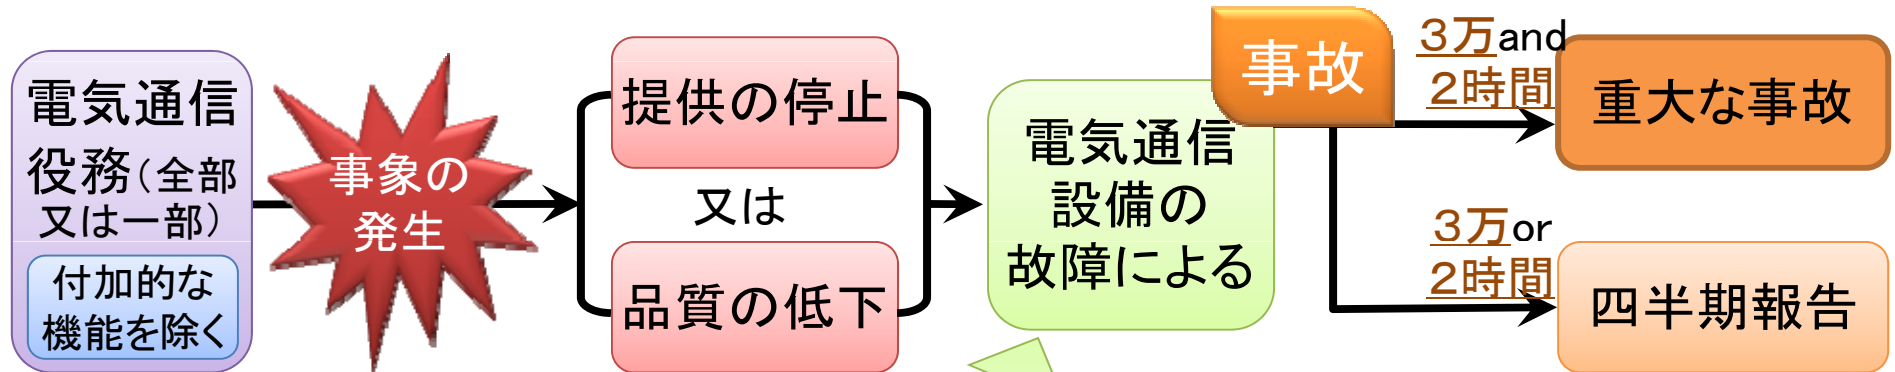 電気通信
役務（全部
又は一部）
付加的な
機能を除く
事象の
発生
提供の停止
又は
品質の低下
電気通信
設備の
故障による
事故
３万and
２時間
重大な事故
３万or
２時間
四半期報告